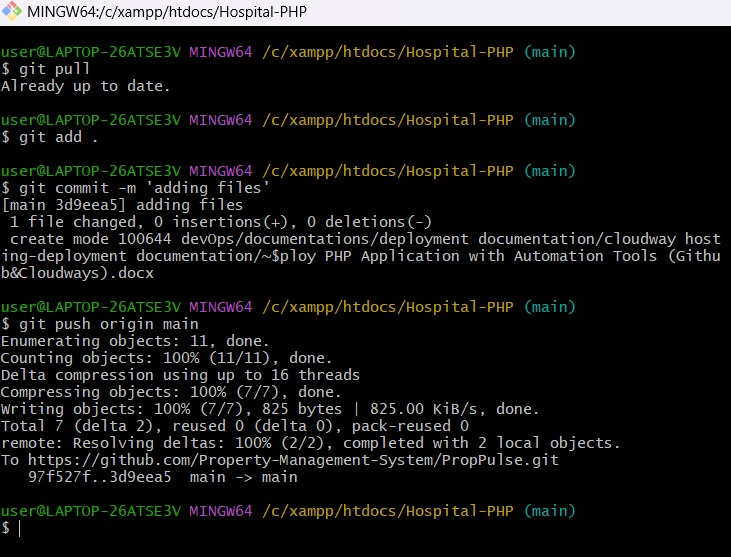 MINGW64:/c/xampp/htdocs/Hospital-PHP
user@LAPTOP-26ATSE3V MINGW64 /c/xampp/htdocs/Hospital-PHP (main)
$ git pull
Already up to date.
user@LAPTOP-26ATSE3V MINGW64 /c/xampp/htdocs/Hospital-PHP (main)
$ git add .
user@LAPTOP-26ATSE3V MINGW64 /c/xampp/htdocs/Hospital-PHP (main)
$ git commit -m 'adding files'
[main 3d9eea5] adding files
1 file changed, 0 insertions(+), 0 deletions(-)
create mode 100644 devOps/documentations/deployment documentation/cloudway host
ing-deployment documentation/~$ploy PHP Application with Automation Tools (Githu
b&Cloudways).docx
user@LAPTOP-26ATSE3V MINGW64 /c/xampp/htdocs/Hospital-PHP (main)
$ git push origin main
Enumerating objects: 11, done.
Counting objects: 100% (11/11), done.
Delta compression using up to 16 threads
Compressing objects: 100% (7/7), done.
Writing objects: 100% (7/7), 825 bytes | 825.00 KiB/s, done.
Total 7 (delta 2), reused 0 (delta 0), pack-reused 0
remote: Resolving deltas: 100% (2/2), completed with 2 local objects.
To https://github.com/Property-Management-System/PropPulse.git
97f527f..3d9eea5 main -> main
user@LAPTOP-26ATSE3V MINGW64 /c/xampp/htdocs/Hospital-PHP (main)
$